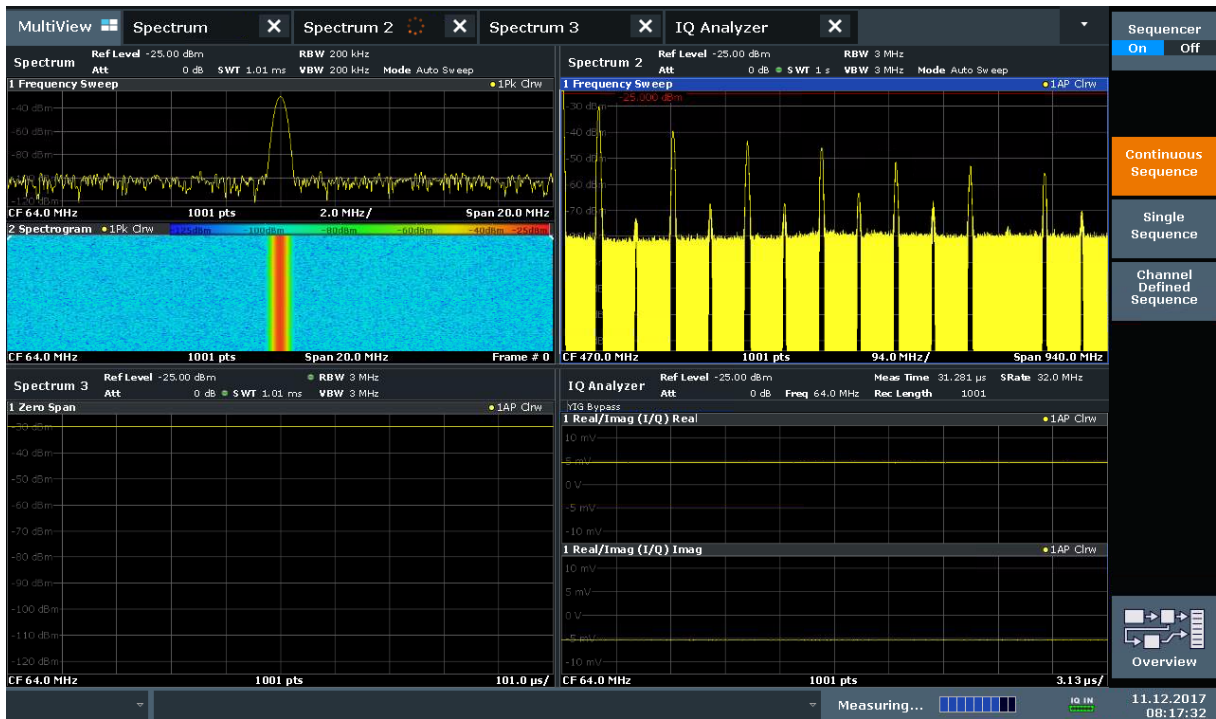 MultiView Spectrum Spectrum 2 Spectrum 3 IQ Analyzer
Sequencer
On Off
Continuous
Sequence
Single
Sequence
Channel
Defined
Sequence
Overview
Spectrum
Ref Level -25.00 dBm RBW 200 kHz
Att 0 dB SWT 1.01 ms VBW 200 kHz Mode Auto Sweep
1 Frequency Sweep 1Pk Clrw
-40 dBm
-60 dBm
-80 dBm
-120 dBm
CF 64.0 MHz 1001 pts 2.0 MHz/ Span 20.0 MHz
2 Spectrogram 1Pk Clrw -125dBm -100dBm -80dBm -60dBm -40dBm -25dBm
CF 64.0 MHz 1001 pts Span 20.0 MHz Frame # 0
Spectrum 2
Ref Level -25.00 dBm RBW 3 MHz
Att 0 dB SWT 1 s VBW 3 MHz Mode Auto Sweep
1 Frequency Sweep 1AP Clrw
-25.000 dBm
-30 dBm
-40 dBm
-50 dBm
-60 dBm
-70 dBm
CF 470.0 MHz 1001 pts 94.0 MHz/ Span 940.0 MHz
Spectrum 3
Ref Level -25.00 dBm RBW 3 MHz
Att 0 dB SWT 1.01 ms VBW 3 MHz
1 Zero Span 1AP Clrw
-30 dBm
-40 dBm
-50 dBm
-60 dBm
-70 dBm
-80 dBm
-90 dBm
-100 dBm
-110 dBm
-120 dBm
CF 64.0 MHz 1001 pts 101.0 µs/
IQ Analyzer
Ref Level -25.00 dBm Meas Time 31.281 µs SRate 32.0 MHz
Att 0 dB Freq 64.0 MHz Rec Length 1001
YIG Bypass
1 Real/Imag (I/Q) Real 1AP Clrw
10 mV
5 mV
0 V
-5 mV
-10 mV
1 Real/Imag (I/Q) Imag 1AP Clrw
10 mV
5 mV
0 V
-5 mV
-10 mV
CF 64.0 MHz 1001 pts 3.13 µs/
Measuring... IQ IN 11.12.2017
08:17:32